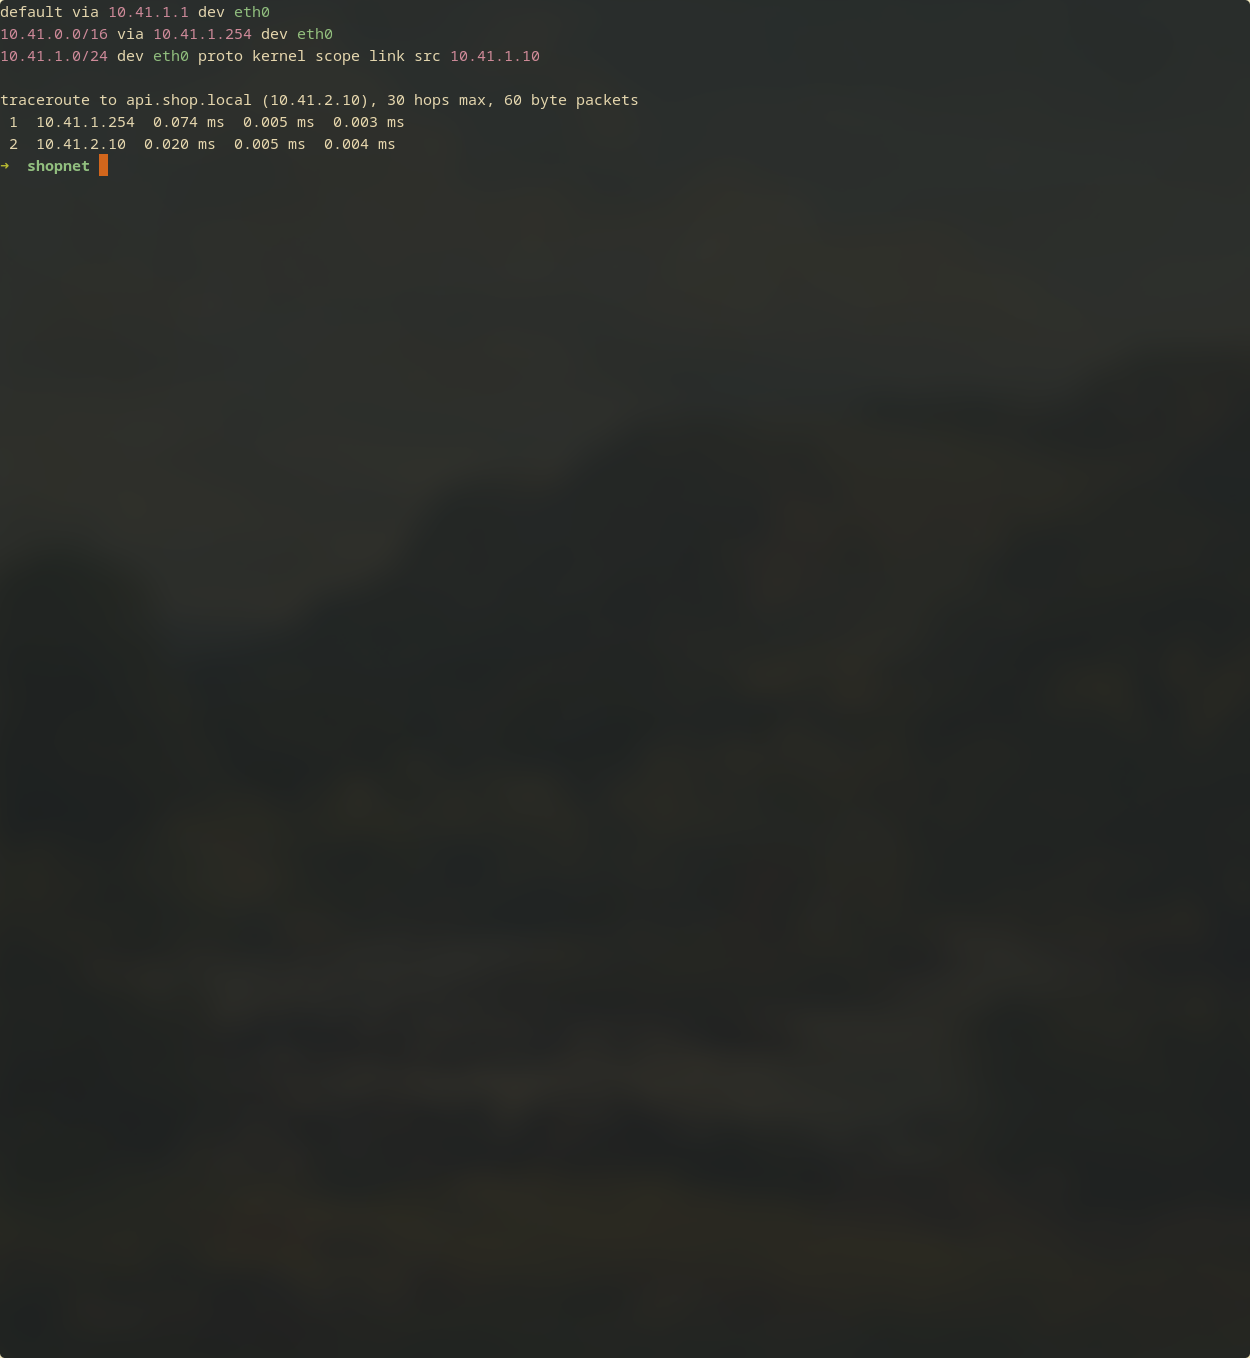 default via 10.41.1.1 dev eth0
10.41.0.0/16 via 10.41.1.254 dev eth0
10.41.1.0/24 dev eth0 proto kernel scope link src 10.41.1.10

traceroute to api.shop.local (10.41.2.10), 30 hops max, 60 byte packets
 1  10.41.1.254  0.074 ms  0.005 ms  0.003 ms
 2  10.41.2.10  0.020 ms  0.005 ms  0.004 ms
➜  shopnet